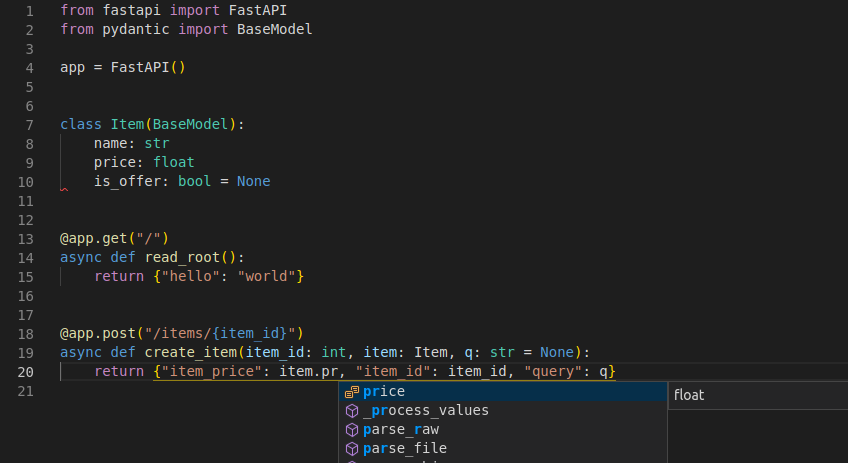 1 from fastapi import FastAPI
2 from pydantic import BaseModel
3
4 app = FastAPI()
5
6
7 class Item(BaseModel):
8 name: str
9 price: float
10 is_offer: bool = None
11
12
13 @app.get("/")
14 async def read_root():
15 return {"hello": "world"}
16
17
18 @app.post("/items/{item_id}")
19 async def create_item(item_id: int, item: Item, q: str = None):
20 return {"item_price": item.pr, "item_id": item_id, "query": q}
21
price float
_process_values
parse_raw
parse_file